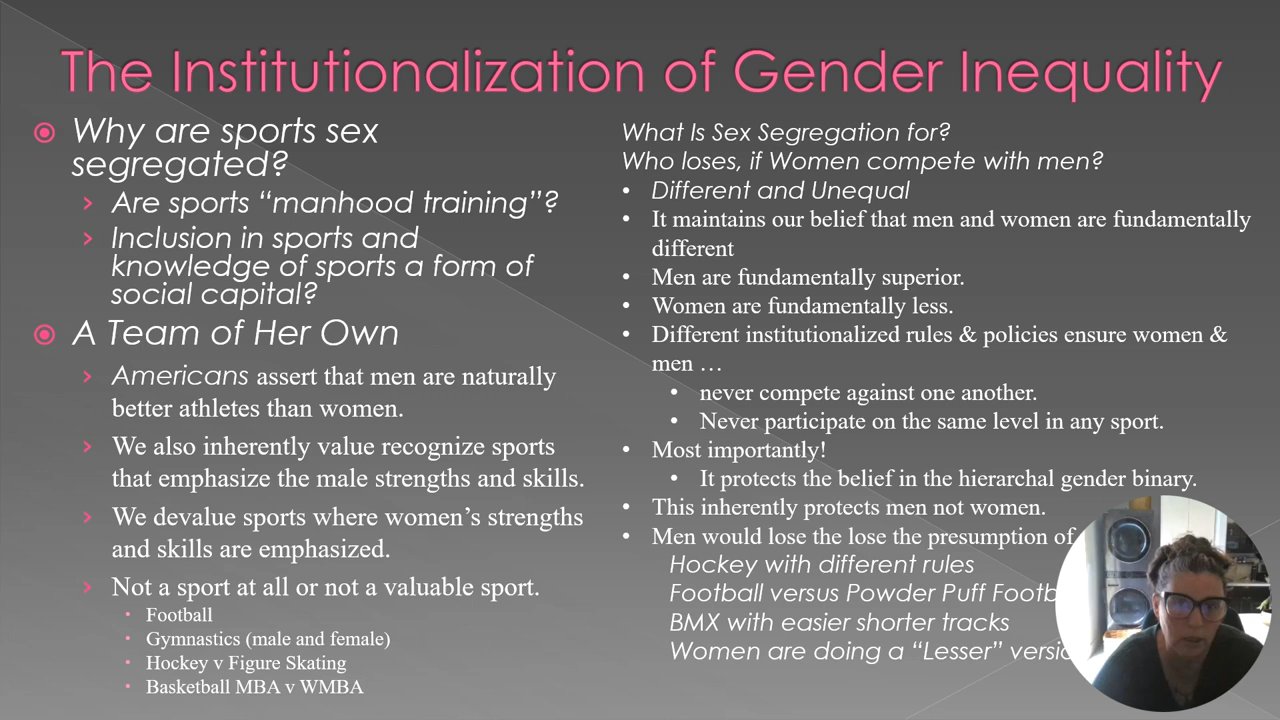 The Institutionalization of Gender Inequality
Why are sports sex
segregated?
Are sports “manhood training”?
Inclusion in sports and
knowledge of sports a form of
social capital?
A Team of Her Own
Americans assert that men are naturally
better athletes than women.
We also inherently value recognize sports
that emphasize the male strengths and skills.
We devalue sports where women’s strengths
and skills are emphasized.
Not a sport at all or not a valuable sport.
Football
Gymnastics (male and female)
Hockey v Figure Skating
Basketball MBA v WMBA
What Is Sex Segregation for?
Who loses, if Women compete with men?
Different and Unequal
It maintains our belief that men and women are fundamentally
different
Men are fundamentally superior.
Women are fundamentally less.
Different institutionalized rules & policies ensure women &
men …
never compete against one another.
Never participate on the same level in any sport.
Most importantly!
It protects the belief in the hierarchal gender binary.
This inherently protects men not women.
Men would lose the lose the presumption of
Hockey with different rules
Football versus Powder Puff
BMX with easier shorter tracks
Women are doing a “Lesser”